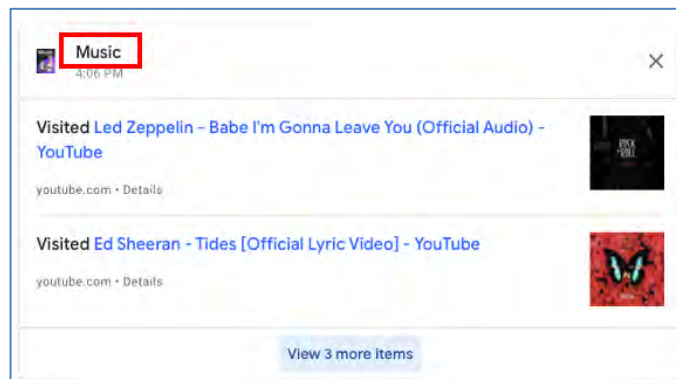 Music
4:06 PM
Visited Led Zeppelin – Babe I'm Gonna Leave You (Official Audio) -
YouTube
youtube.com • Details
Visited Ed Sheeran - Tides [Official Lyric Video] - YouTube
youtube.com • Details
View 3 more items